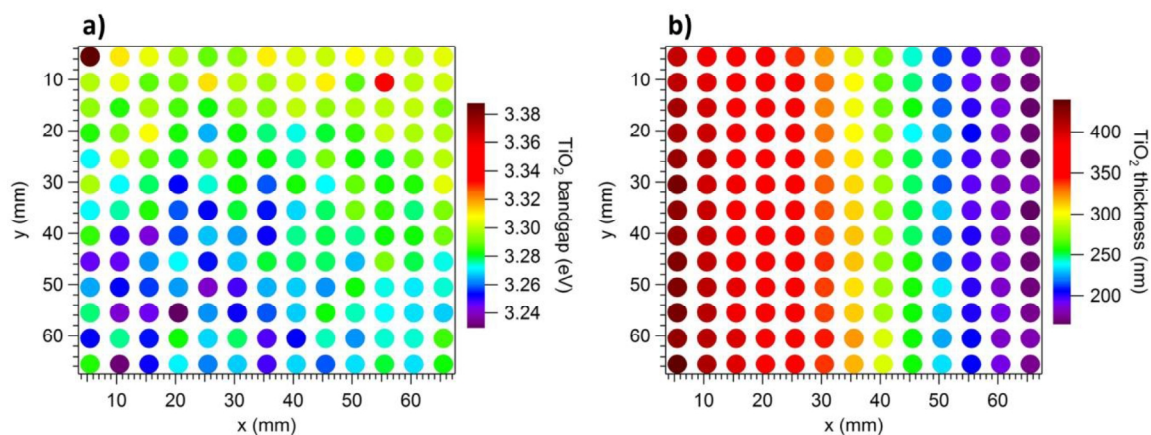 a)
10
20
30
40
50
60
y (mm)
10 20 30 40 50 60
x (mm)
3.38
3.36
3.34
3.32
3.30
3.28
3.26
3.24
TiO₂ bandgap (eV)
b)
10
20
30
40
50
60
y (mm)
10 20 30 40 50 60
x (mm)
400
350
300
250
200
TiO₂ thickness
(nm)